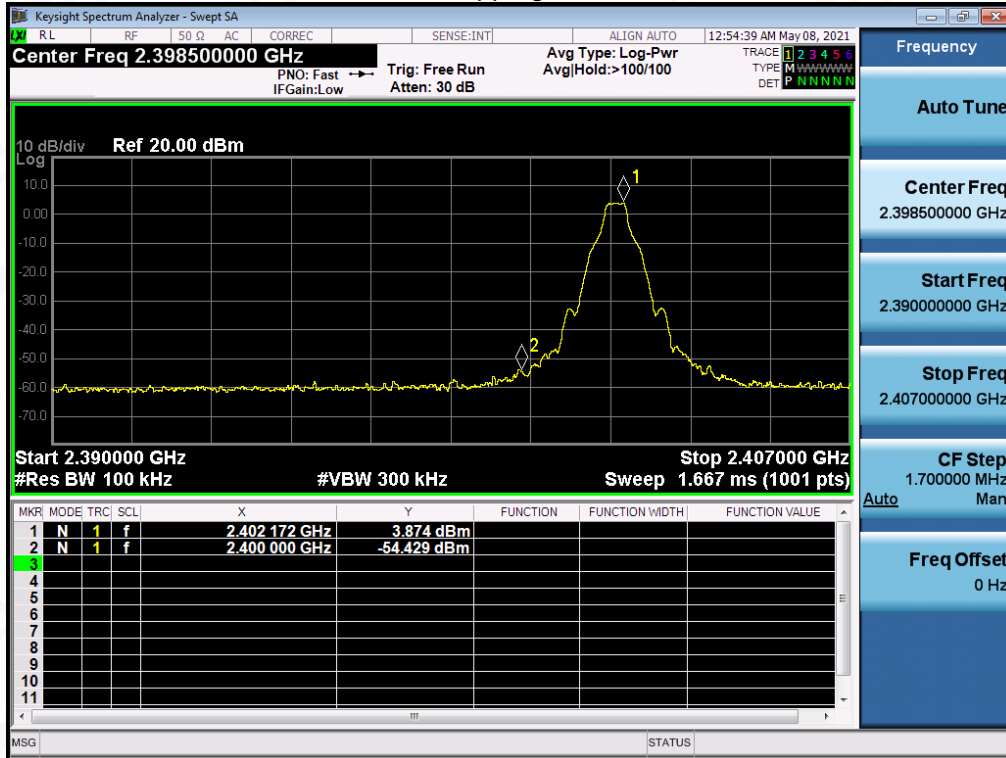 Keysight Spectrum Analyzer - Swept SA
LXI RL RF 50 Ω AC CORREC SENSE:INT ALIGN AUTO 12:54:39 AM May 08, 2021
Center Freq 2.398500000 GHz
PNO: Fast
IFGain:Low
Trig: Free Run
Atten: 30 dB
Avg Type: Log-Pwr
Avg|Hold:>100/100
TRACE 1 2 3 4 5 6
TYPE M WWWWW
DET P N N N N N
10 dB/div Ref 20.00 dBm
Log
10.0
0.00
-10.0
-20.0
-30.0
-40.0
-50.0
-60.0
-70.0
1
2
Start 2.390000 GHz Stop 2.407000 GHz
#Res BW 100 kHz #VBW 300 kHz Sweep 1.667 ms (1001 pts)
MKR MODE TRC SCL X Y FUNCTION FUNCTION WIDTH FUNCTION VALUE
1 N 1 f 2.402 172 GHz 3.874 dBm
2 N 1 f 2.400 000 GHz -54.429 dBm
3
4
5
6
7
8
9
10
11
MSG STATUS
Frequency
Auto Tune
Center Freq
2.398500000 GHz
Start Freq
2.390000000 GHz
Stop Freq
2.407000000 GHz
CF Step
1.700000 MHz
Auto Man
Freq Offset
0 Hz